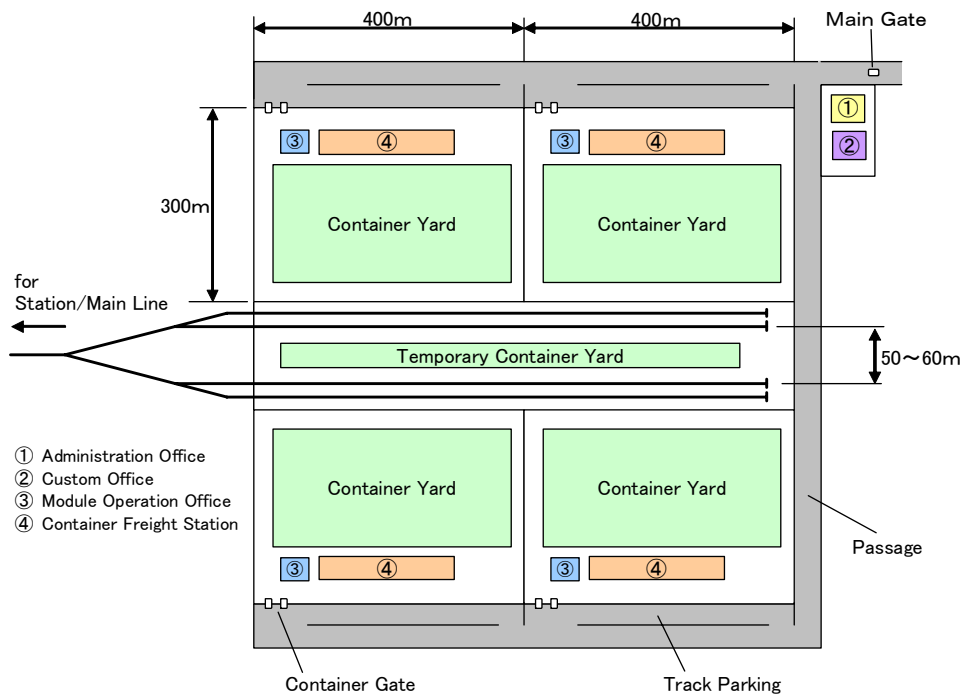 400m
400m
Main Gate
①
②
③
④
③
④
300m
Container Yard
Container Yard
for
Station/Main Line
Temporary Container Yard
50～60m
① Administration Office
② Custom Office
③ Module Operation Office
④ Container Freight Station
Container Yard
Container Yard
③
④
③
④
Passage
Container Gate
Track Parking